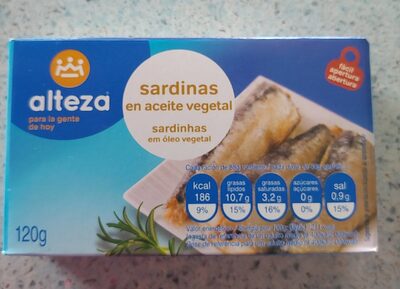 alteza
para la gente
de hoy
sardinas
en aceite vegetal
sardinhas
em óleo vegetal
fácil
apertura
abertura
kcal
186
9%
grasas
lípidos
10,7g
15%
grasas
saturadas
3,2g
16%
azúcares
açúcares
0g
0%
sal
0,9g
15%
120g